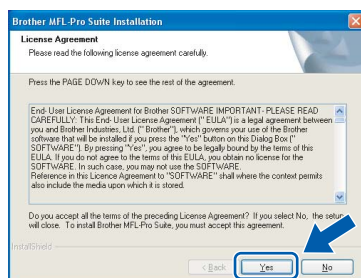 Brother MFL-Pro Suite Installation
License Agreement
Please read the following license agreement carefully.
Press the PAGE DOWN key to see the rest of the agreement.
End- User License Agreement for Brother SOFTWARE IMPORTANT- PLEASE READ
CAREFULLY: This End- User License Agreement (" EULA") is a legal agreement between
you and Brother Industries, Ltd. (" Brother"), which governs your use of the Brother
software that will be installed if you press the "Yes" button on this Dialog Box ("
SOFTWARE"). By pressing "Yes", you agree to be legally bound by the terms of this
EULA. If you do not agree to the terms of this EULA, you obtain no license for the
SOFTWARE. In such case, you may not use the SOFTWARE.
Reference in this Licence Agreement to "SOFTWARE" shall where the context permits
also include the media upon which it is stored.
Do you accept all the terms of the preceding License Agreement? If you select No, the setup
will close. To install Brother MFL-Pro Suite, you must accept this agreement.
InstallShield
< Back Yes No